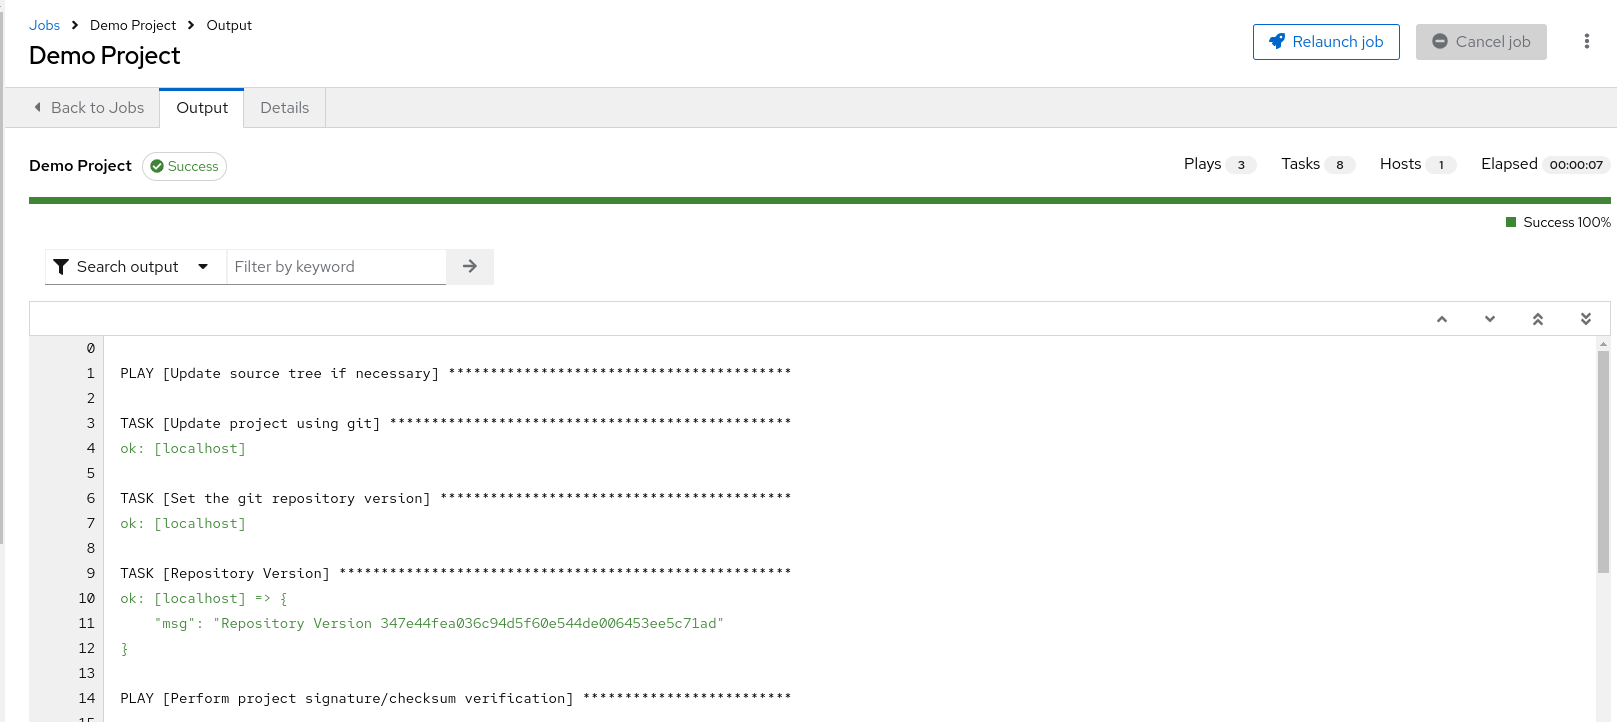 Jobs > Demo Project > Output
Demo Project
Relaunch job
Cancel job
Back to Jobs
Output
Details
Demo Project
Success
Plays 3
Tasks 8
Hosts 1
Elapsed 00:00:07
Success 100%
Search output
Filter by keyword
0
1 PLAY [Update source tree if necessary] *****************************************
2
3 TASK [Update project using git] ************************************************
4 ok: [localhost]
5
6 TASK [Set the git repository version] ******************************************
7 ok: [localhost]
8
9 TASK [Repository Version] ******************************************************
10 ok: [localhost] => {
11 "msg": "Repository Version 347e44fea036c94d5f60e544de006453ee5c71ad"
12 }
13
14 PLAY [Perform project signature/checksum verification] *************************
15